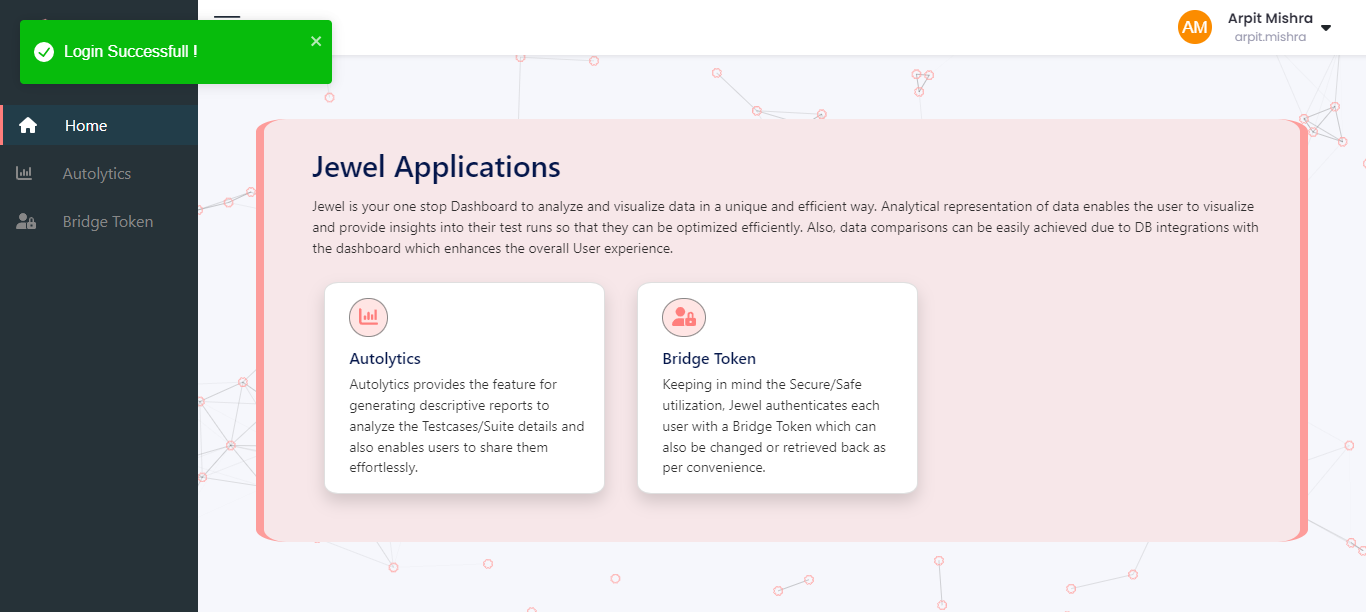 Login Successfull !
AM
Arpit Mishra
arpit.mishra
Home
Autolytics
Bridge Token
Jewel Applications
Jewel is your one stop Dashboard to analyze and visualize data in a unique and efficient way. Analytical representation of data enables the user to visualize
and provide insights into their test runs so that they can be optimized efficiently. Also, data comparisons can be easily achieved due to DB integrations with
the dashboard which enhances the overall User experience.
Autolytics
Autolytics provides the feature for
generating descriptive reports to
analyze the Testcases/Suite details and
also enables users to share them
effortlessly.
Bridge Token
Keeping in mind the Secure/Safe
utilization, Jewel authenticates each
user with a Bridge Token which can
also be changed or retrieved back as
per convenience.